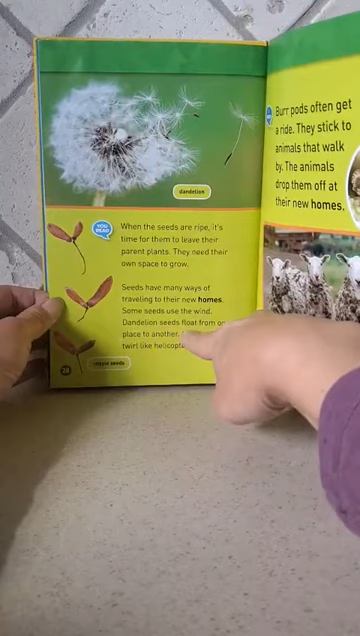 dandelion
YOU READ
When the seeds are ripe, it's
time for them to leave their
parent plants. They need their
own space to grow.
Seeds have many ways of
traveling to their new homes.
Some seeds use the wind.
Dandelion seeds float from
place to another.
twirl like
seeds
28
Burr pods often get
a ride. They stick to
animals that walk
by. The animals
drop them off at
their new homes.